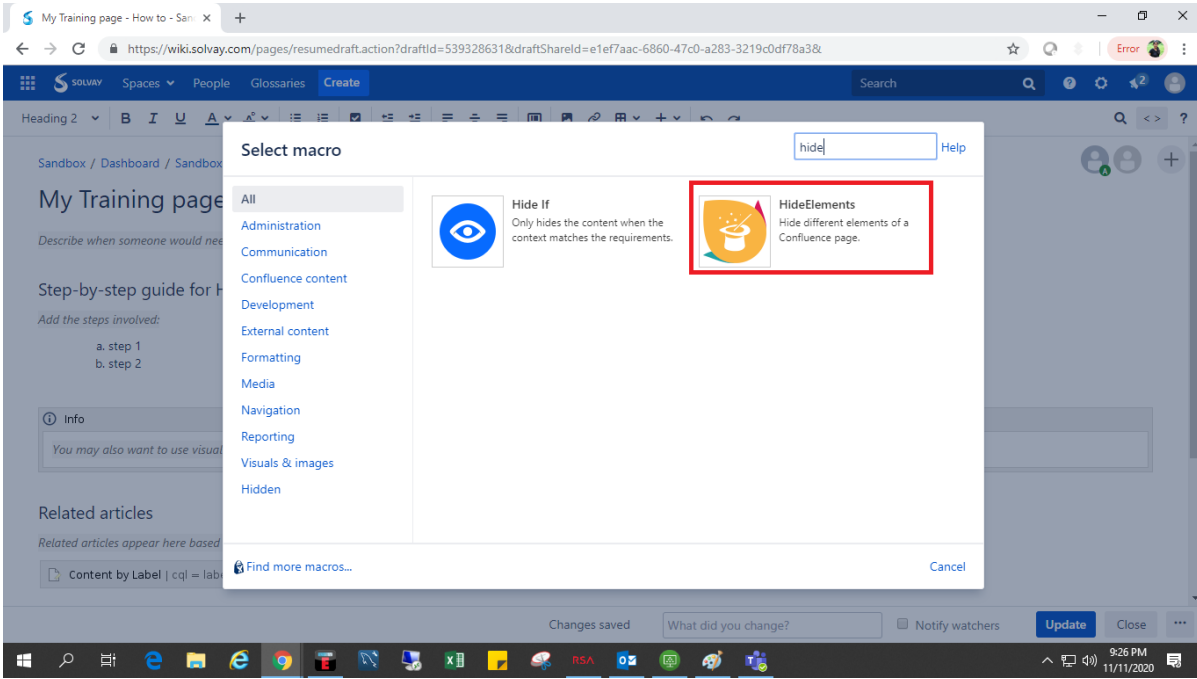 My Training page - How to - San
https://wiki.solvay.com/pages/resumedraft.action?draftId=539328631&draftShareId=e1ef7aac-6860-47c0-a283-3219c0df78a3&
Error
SOLVAY Spaces People Glossaries Create Search 2
Heading 2 B I U A < > ?
Select macro hide Help
Sandbox / Dashboard / Sandbox
My Training page
Describe when someone would nee
Step-by-step guide for H
Add the steps involved:
a. step 1
b. step 2
Info
You may also want to use visual
Related articles
Related articles appear here based
Content by Label | cql = labe
All
Administration
Communication
Confluence content
Development
External content
Formatting
Media
Navigation
Reporting
Visuals & images
Hidden
Hide If
Only hides the content when the
context matches the requirements.
HideElements
Hide different elements of a
Confluence page.
Find more macros... Cancel
Changes saved What did you change? Notify watchers Update Close
RSA
9:26 PM
11/11/2020